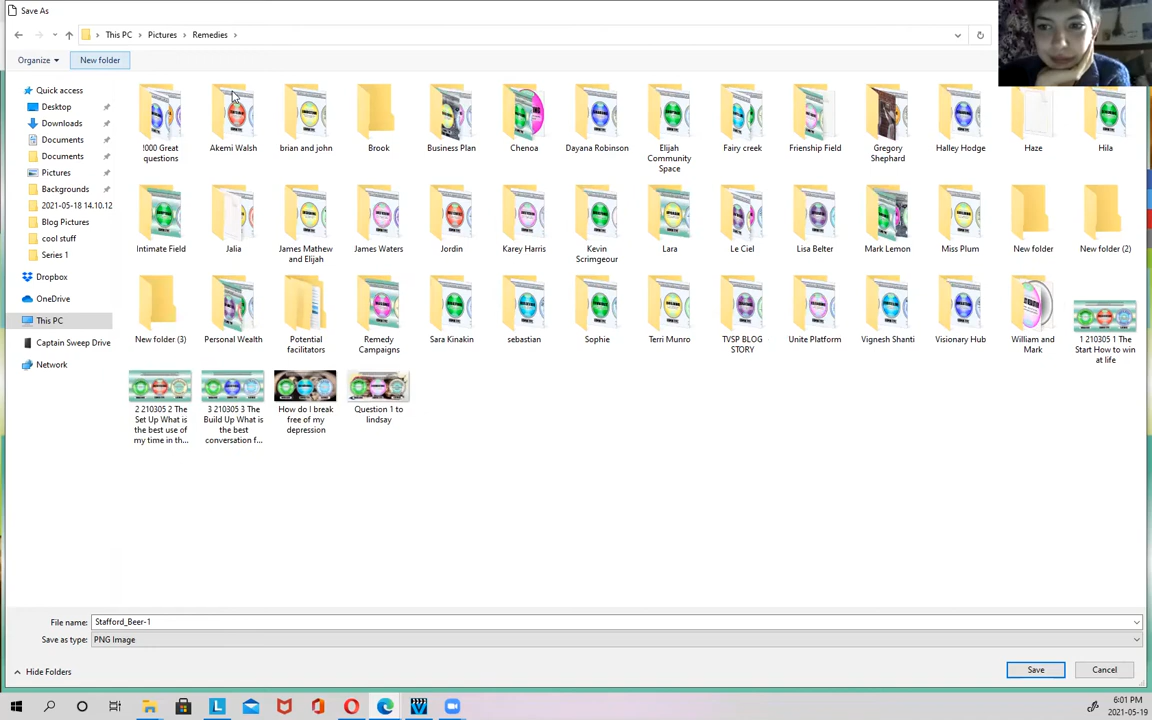 Save As
This PC > Pictures > Remedies >
Organize
New folder
Quick access
Desktop
Downloads
Documents
Documents
Pictures
Backgrounds
2021-05-18 14.10.12
Blog Pictures
cool stuff
Series 1
Dropbox
OneDrive
This PC
Captain Sweep Drive
Network
!000 Great
questions
Akemi Walsh
brian and john
Brook
Business Plan
Chenoa
Dayana Robinson
Elijah
Community
Space
Fairy creek
Frienship Field
Gregory
Shephard
Halley Hodge
Haze
Hila
Intimate Field
Jalia
James Mathew
and Elijah
James Waters
Jordin
Karey Harris
Kevin
Scrimgeour
Lara
Le Ciel
Lisa Belter
Mark Lemon
Miss Plum
New folder
New folder (2)
New folder (3)
Personal Wealth
Potential
facilitators
Remedy
Campaigns
Sara Kinakin
sebastian
Sophie
Terri Munro
TVSP BLOG
STORY
Unite Platform
Vignesh Shanti
Visionary Hub
William and
Mark
1 210305 1 The
Start How to win
at life
2 210305 2 The
Set Up What is
the best use of
my time in th...
3 210305 3 The
Build Up What is
the best
conversation f...
How do I break
free of my
depression
Question 1 to
lindsay
File name: Stafford_Beer-1
Save as type: PNG Image
Hide Folders
Save
Cancel
6:01 PM
2021-05-19